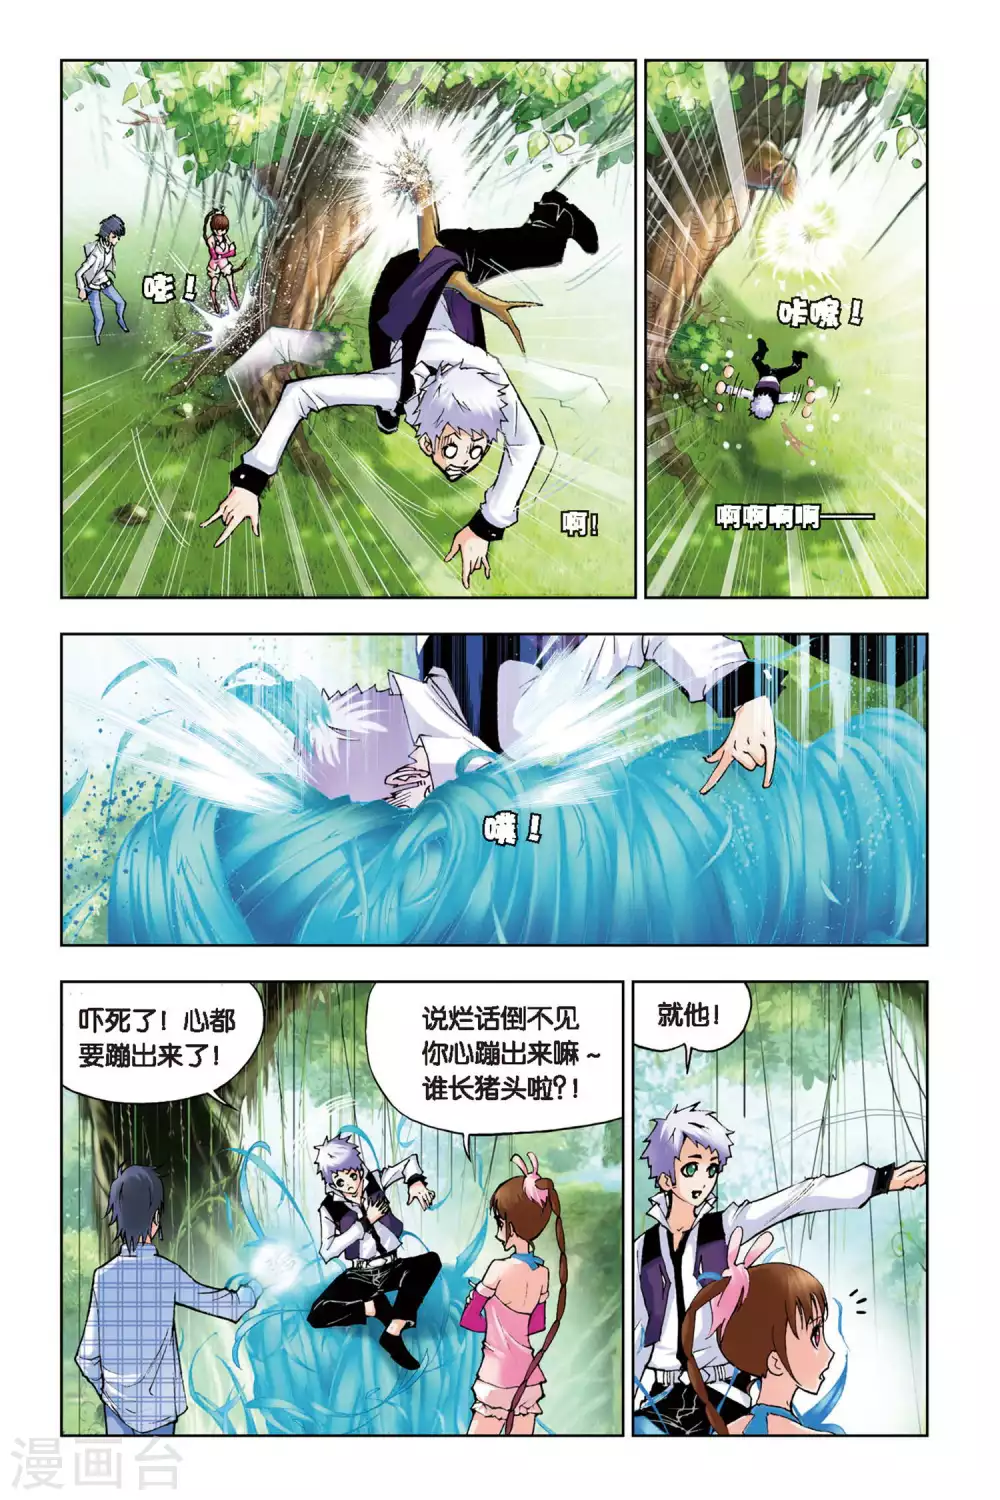 嘭！
啊！
咔嚓！
啊啊啊啊——
噗！
吓死了！心都
要蹦出来了！
说烂话倒不见
你心蹦出来嘛～
谁长猪头啦？！
就他！
漫画台